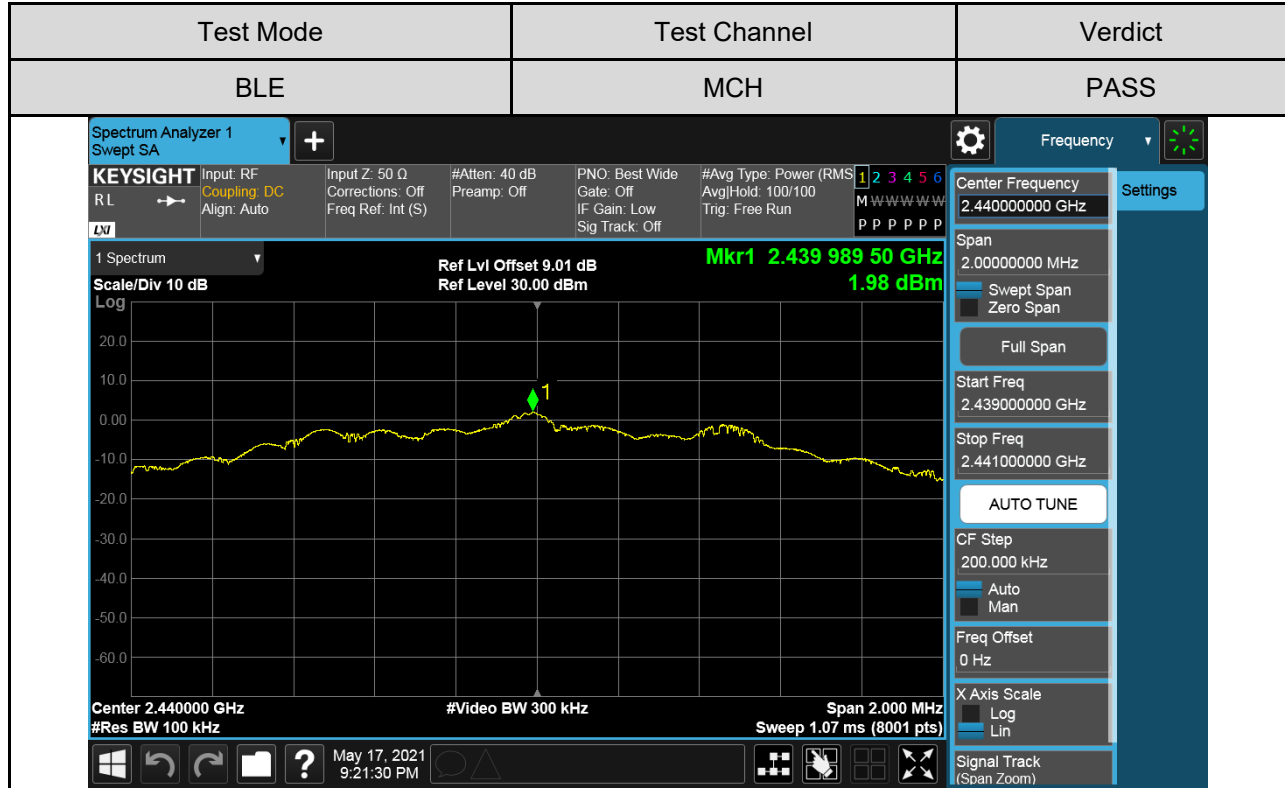 Test Mode Test Channel Verdict
BLE MCH PASS
Spectrum Analyzer 1
Swept SA
+
Frequency
KEYSIGHT
RL
LXI
Input: RF
Coupling: DC
Align: Auto
Input Z: 50 Ω
Corrections: Off
Freq Ref: Int (S)
#Atten: 40 dB
Preamp: Off
PNO: Best Wide
Gate: Off
IF Gain: Low
Sig Track: Off
#Avg Type: Power (RMS
Avg|Hold: 100/100
Trig: Free Run
1 2 3 4 5 6
M W W W W W
P P P P P P
1 Spectrum
Scale/Div 10 dB
Ref Lvl Offset 9.01 dB
Ref Level 30.00 dBm
Mkr1 2.439 989 50 GHz
1.98 dBm
Log
20.0
10.0
0.00
-10.0
-20.0
-30.0
-40.0
-50.0
-60.0
1
Center 2.440000 GHz
#Res BW 100 kHz
#Video BW 300 kHz
Span 2.000 MHz
Sweep 1.07 ms (8001 pts)
Center Frequency
2.440000000 GHz
Settings
Span
2.00000000 MHz
Swept Span
Zero Span
Full Span
Start Freq
2.439000000 GHz
Stop Freq
2.441000000 GHz
AUTO TUNE
CF Step
200.000 kHz
Auto
Man
Freq Offset
0 Hz
X Axis Scale
Log
Lin
Signal Track
(Span Zoom)
?
May 17, 2021
9:21:30 PM